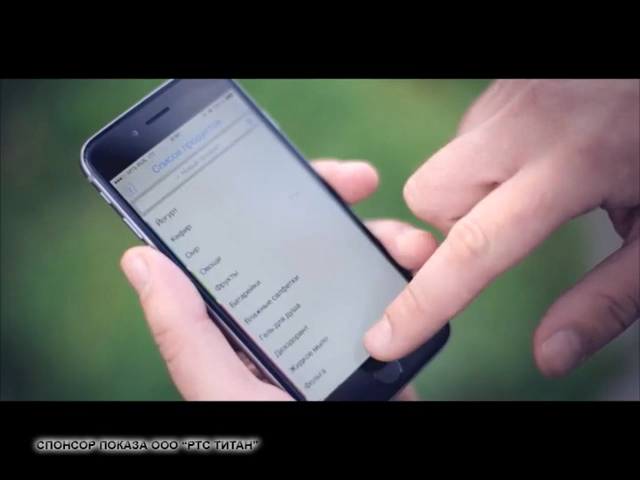 Список продуктов
Йогурт
Кефир
Сыр
Овощи
Фрукты
Батарейки
Влажные салфетки
Гель для душа
Дезодорант
Жидкое мыло
Фольга
СПОНСОР ПОКАЗА ООО "РТС ТИТАН"